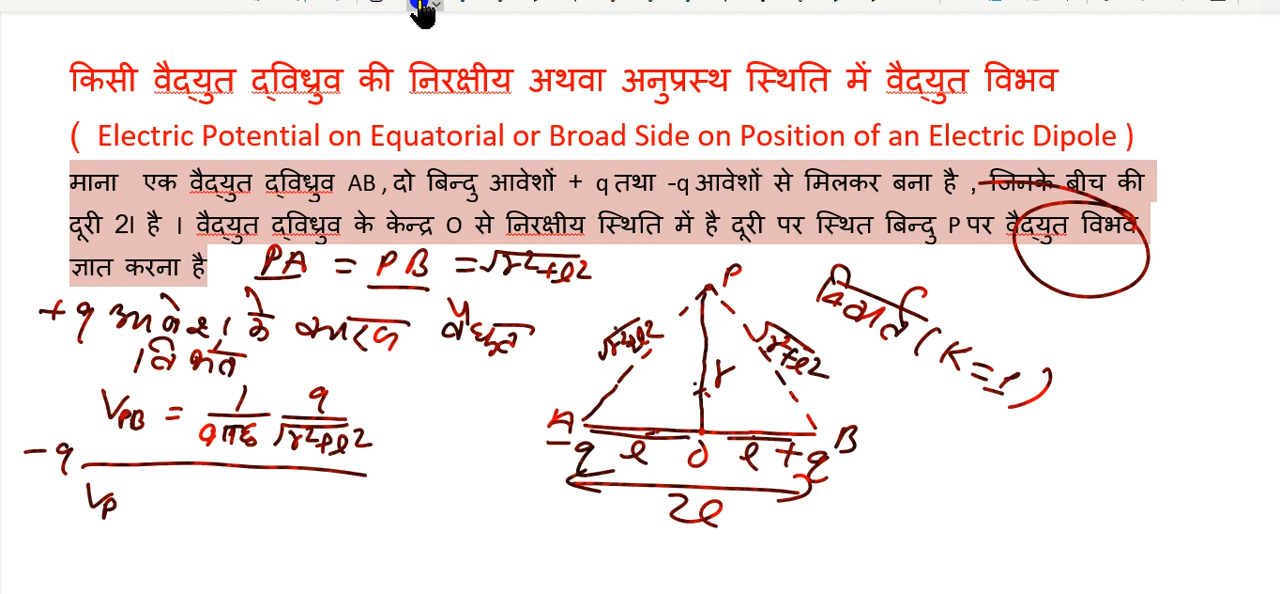 किसी वैद्युत द्विध्रुव की निरक्षीय अथवा अनुप्रस्थ स्थिति में वैद्युत विभव
( Electric Potential on Equatorial or Broad Side on Position of an Electric Dipole )
माना एक वैद्युत द्विध्रुव AB , दो बिन्दु आवेशों + q तथा -q आवेशों से मिलकर बना है , जिनके बीच की
दूरी 2l है । वैद्युत द्विध्रुव के केन्द्र O से निरक्षीय स्थिति में है दूरी पर स्थित बिन्दु P पर वैद्युत विभव
ज्ञात करना है
PA = PB = √r²+l²
+q आवेश के कारण वैद्युत
विभव
V_PB = 1/4πε q/√r²+l²
-q
V_P
P
√r²+l²
√r²+l²
r
A O B
-q l l +q
2l
निर्वात (K=1)